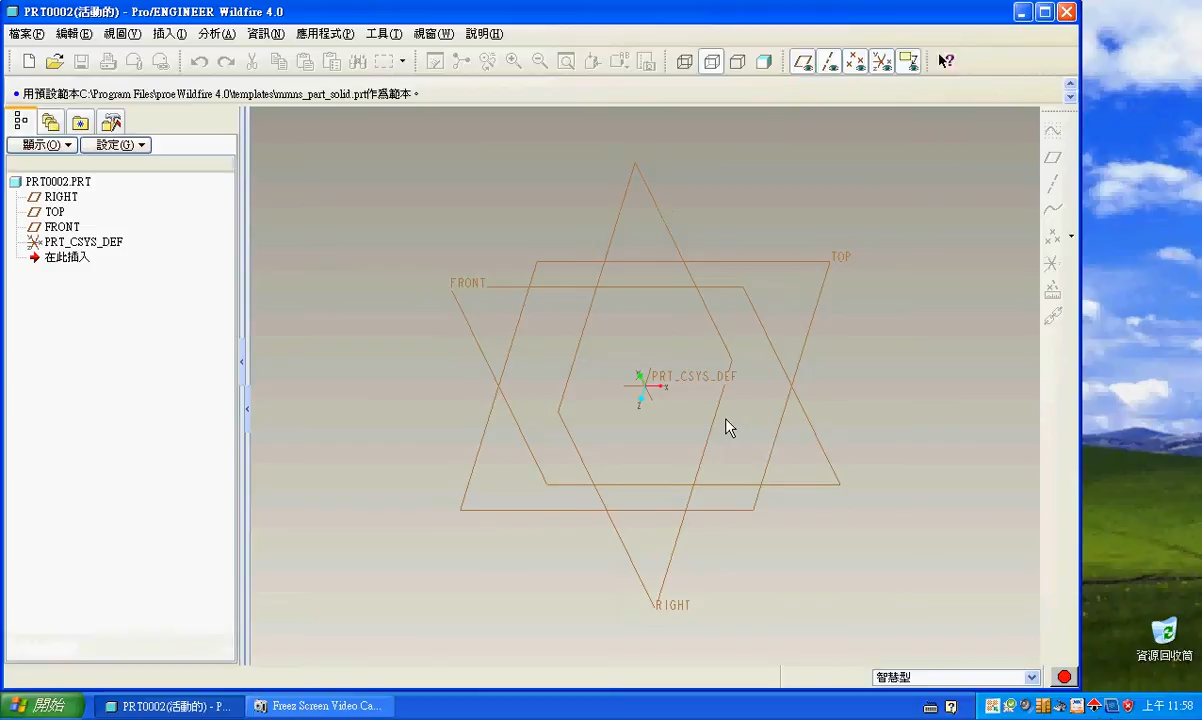 PRT0002(活動的) - Pro/ENGINEER Wildfire 4.0
檔案(F) 編輯(E) 視圖(V) 插入(I) 分析(A) 資訊(N) 應用程式(P) 工具(T) 視窗(W) 說明(H)
用預設範本C:\Program Files\proeWildfire 4.0\templates\mmns_part_solid.prt作為範本。
顯示(O) 設定(G)
PRT0002.PRT
RIGHT
TOP
FRONT
PRT_CSYS_DEF
在此插入
TOP
FRONT
Y PRT_CSYS_DEF
X
Z
RIGHT
智慧型
資源回收筒
開始 PRT0002(活動的) - P... Freez Screen Video Ca... 上午 11:58